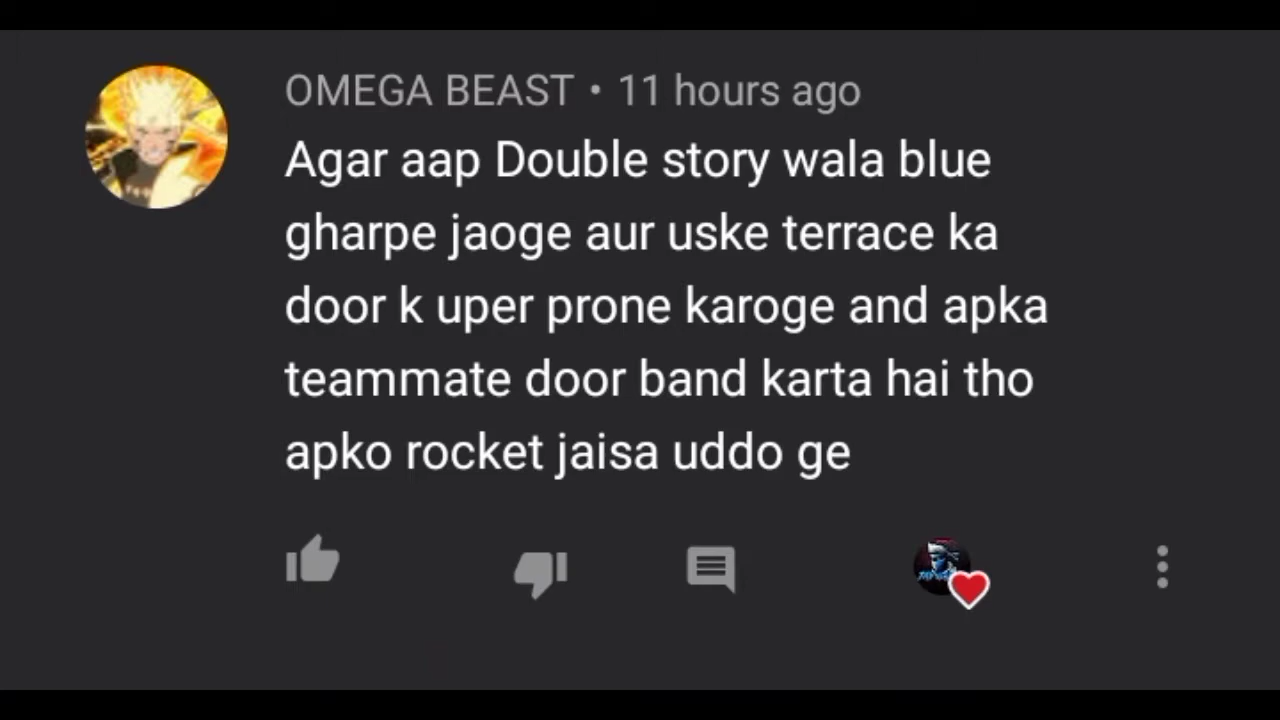 OMEGA BEAST • 11 hours ago
Agar aap Double story wala blue
gharpe jaoge aur uske terrace ka
door k uper prone karoge and apka
teammate door band karta hai tho
apko rocket jaisa uddo ge